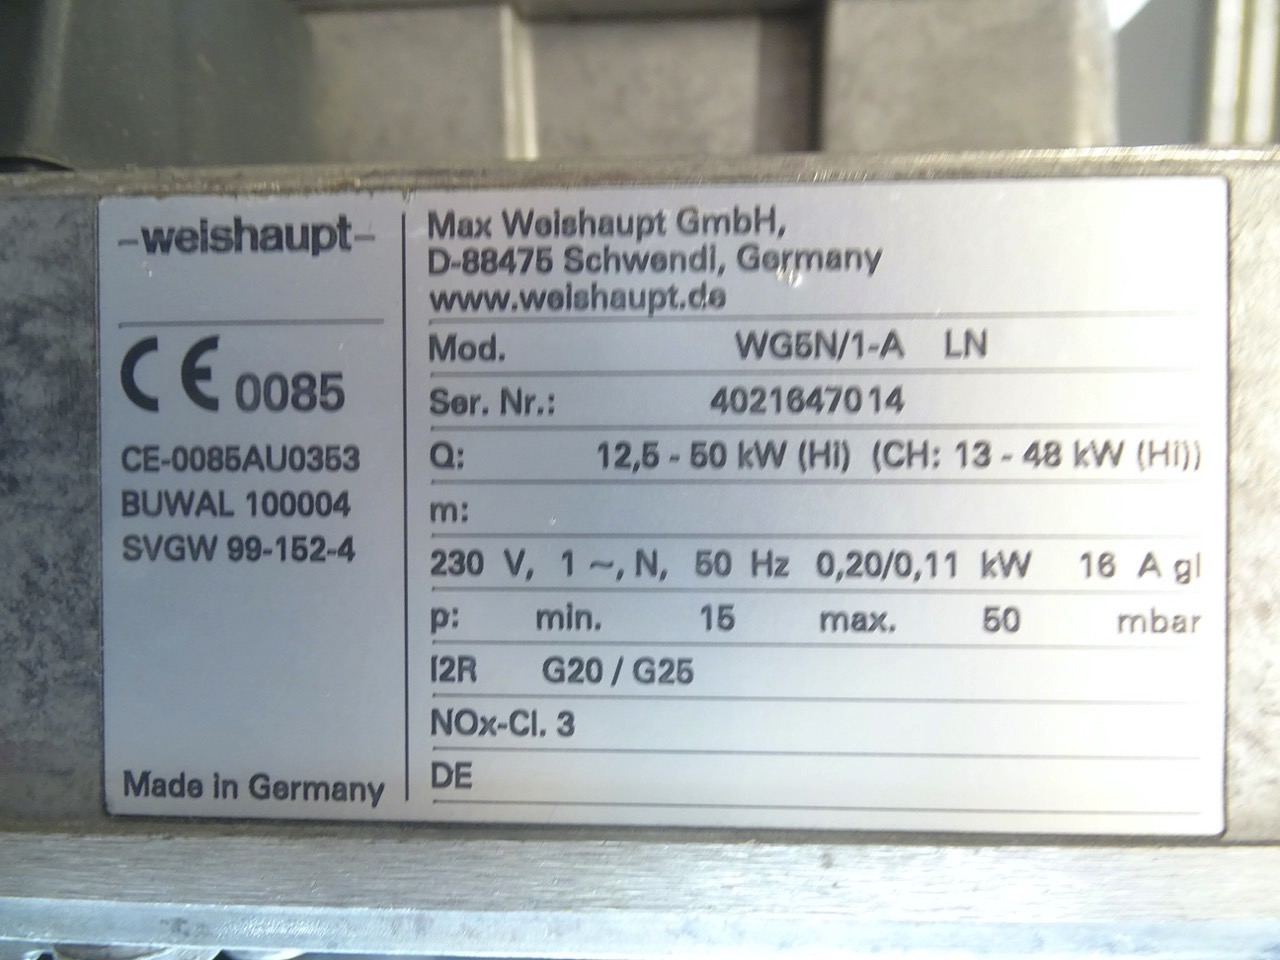 -weishaupt-
CE 0085
CE-0085AU0353
BUWAL 100004
SVGW 99-152-4
Made in Germany
Max Weishaupt GmbH,
D-88475 Schwendi, Germany
www.weishaupt.de
Mod. WG5N/1-A LN
Ser. Nr.: 4021647014
Q: 12,5 - 50 kW (Hi) (CH: 13 - 48 kW (Hi))
m:
230 V, 1 ~, N, 50 Hz 0,20/0,11 kW 16 A gl
p: min. 15 max. 50 mbar
I2R G20 / G25
NOx-Cl. 3
DE